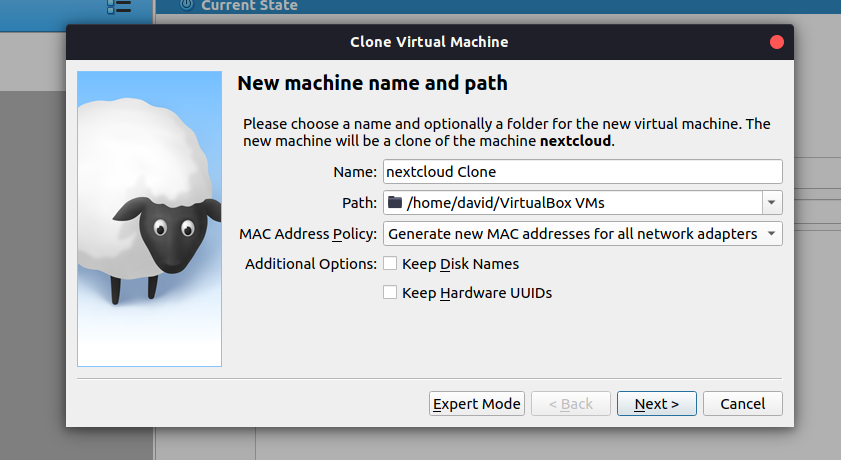 Current State
Clone Virtual Machine
New machine name and path
Please choose a name and optionally a folder for the new virtual machine. The
new machine will be a clone of the machine nextcloud.
Name: nextcloud Clone
Path: /home/david/VirtualBox VMs
MAC Address Policy: Generate new MAC addresses for all network adapters
Additional Options: Keep Disk Names
Keep Hardware UUIDs
Expert Mode < Back Next > Cancel